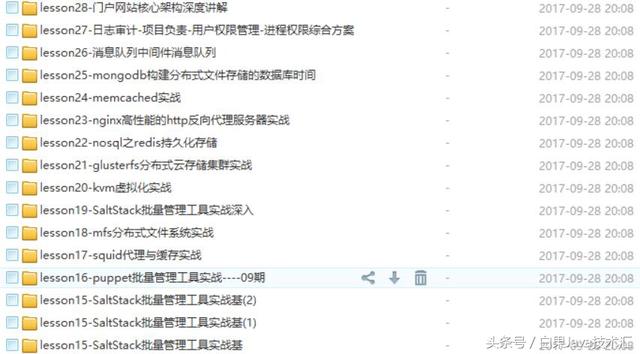 lesson28-门户网站核心架构深度讲解 - 2017-09-28 20:08
lesson27-日志审计-项目负责-用户权限管理-进程权限综合方案 - 2017-09-28 20:08
lesson26-消息队列中间件消息队列 - 2017-09-28 20:08
lesson25-mongodb构建分布式文件存储的数据库时间 - 2017-09-28 20:08
lesson24-memcached实战 - 2017-09-28 20:08
lesson23-nginx高性能的http反向代理服务器实战 - 2017-09-28 20:08
lesson22-nosql之redis持久化存储 - 2017-09-28 20:08
lesson21-glusterfs分布式云存储集群实战 - 2017-09-28 20:08
lesson20-kvm虚拟化实战 - 2017-09-28 20:08
lesson19-SaltStack批量管理工具实战深入 - 2017-09-28 20:08
lesson18-mfs分布式文件系统实战 - 2017-09-28 20:08
lesson17-squid代理与缓存实战 - 2017-09-28 20:08
lesson16-puppet批量管理工具实战----09期 - 2017-09-28 20:08
lesson15-SaltStack批量管理工具实战基(2) - 2017-09-28 20:08
lesson15-SaltStack批量管理工具实战基(1) - 2017-09-28 20:08
lesson15-SaltStack批量管理工具实战基 - 2017-09-28 20:08
头条号 / 白果Java技术汇